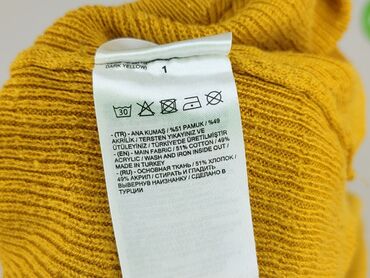 DARK YELLOW
1
30
- (TR) - ANA KUMAŞ / %51 PAMUK / %49
AKRİLİK / TERSTEN YIKAYINIZ VE
ÜTÜLEYİNİZ / TÜRKİYE'DE ÜRETİLMİŞTİR
- (EN) - MAIN FABRIC / 51% COTTON / 49%
ACRYLIC / WASH AND IRON INSIDE OUT /
MADE IN TURKEY
- (RU) - ОСНОВНАЯ ТКАНЬ / 51% ХЛОПОК /
49% АКРИЛ / СТИРАТЬ И ГЛАДИТЬ
ВЫВЕРНУВ НАИЗНАНКУ / СДЕЛАНО В
ТУРЦИИ